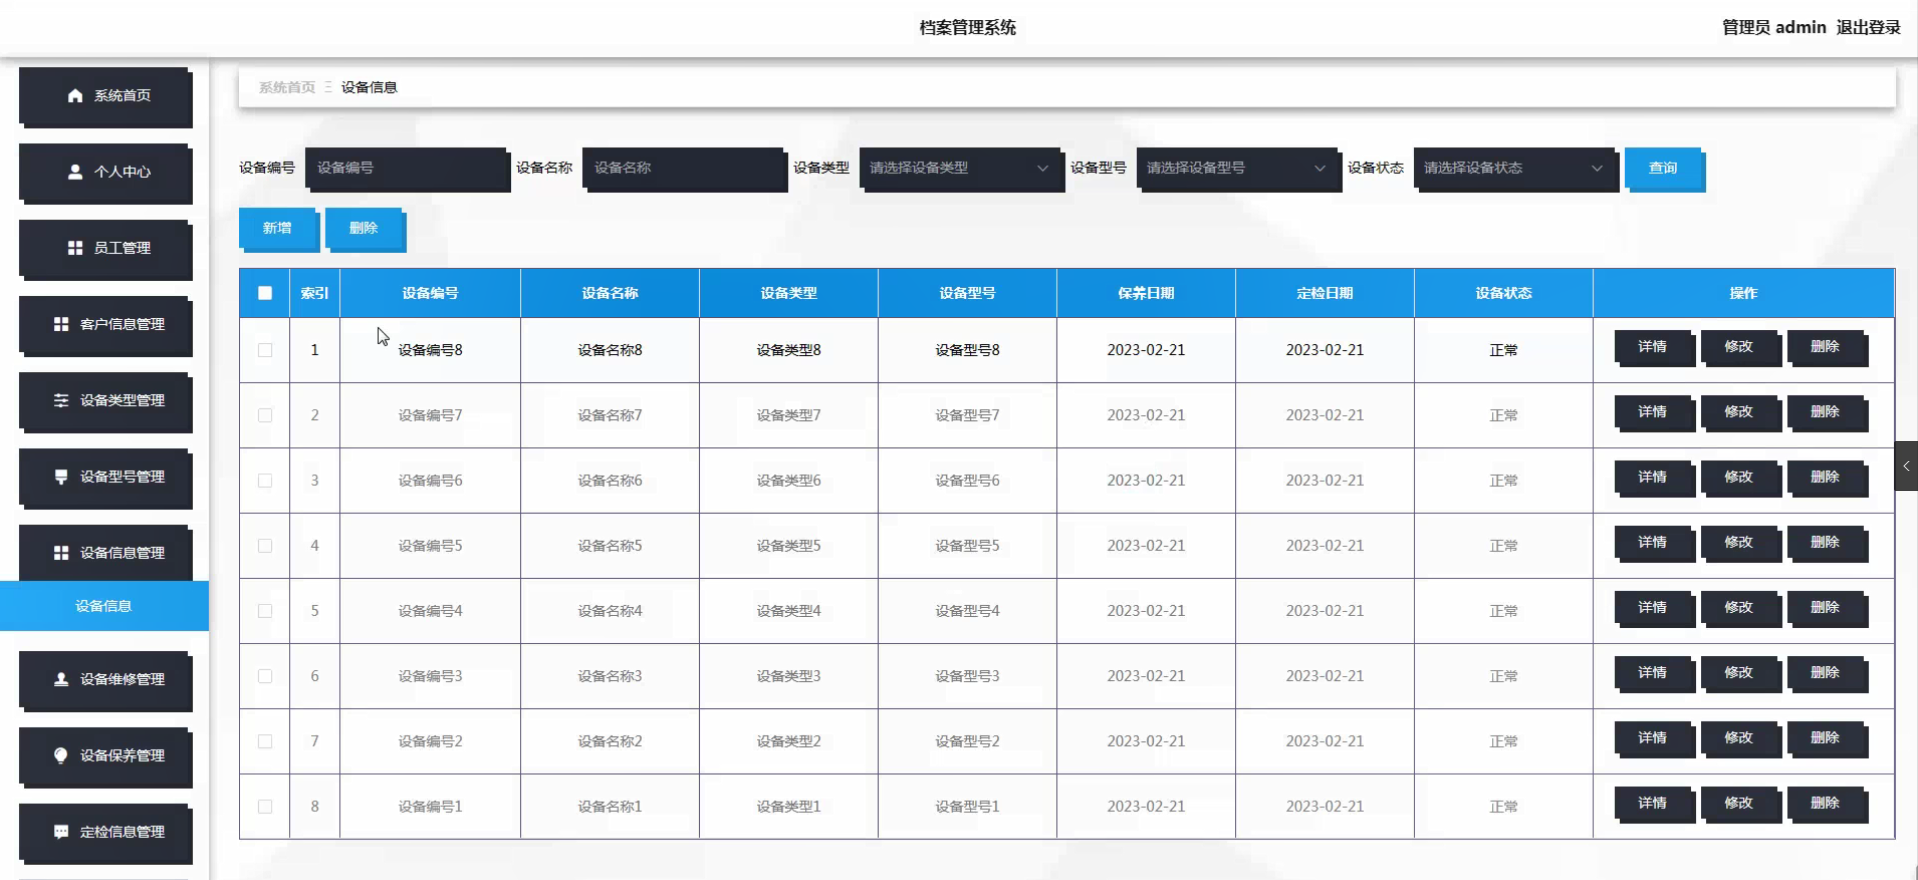 档案管理系统
管理员 admin 退出登录
系统首页
个人中心
员工管理
客户信息管理
设备类型管理
设备型号管理
设备信息管理
设备信息
设备维修管理
设备保养管理
定检信息管理
系统首页 设备信息
设备编号 设备编号 设备名称 设备名称 设备类型 请选择设备类型 设备型号 请选择设备型号 设备状态 请选择设备状态 查询
新增 删除
索引 设备编号 设备名称 设备类型 设备型号 保养日期 定检日期 设备状态 操作
1 设备编号8 设备名称8 设备类型8 设备型号8 2023-02-21 2023-02-21 正常 详情 修改 删除
2 设备编号7 设备名称7 设备类型7 设备型号7 2023-02-21 2023-02-21 正常 详情 修改 删除
3 设备编号6 设备名称6 设备类型6 设备型号6 2023-02-21 2023-02-21 正常 详情 修改 删除
4 设备编号5 设备名称5 设备类型5 设备型号5 2023-02-21 2023-02-21 正常 详情 修改 删除
5 设备编号4 设备名称4 设备类型4 设备型号4 2023-02-21 2023-02-21 正常 详情 修改 删除
6 设备编号3 设备名称3 设备类型3 设备型号3 2023-02-21 2023-02-21 正常 详情 修改 删除
7 设备编号2 设备名称2 设备类型2 设备型号2 2023-02-21 2023-02-21 正常 详情 修改 删除
8 设备编号1 设备名称1 设备类型1 设备型号1 2023-02-21 2023-02-21 正常 详情 修改 删除